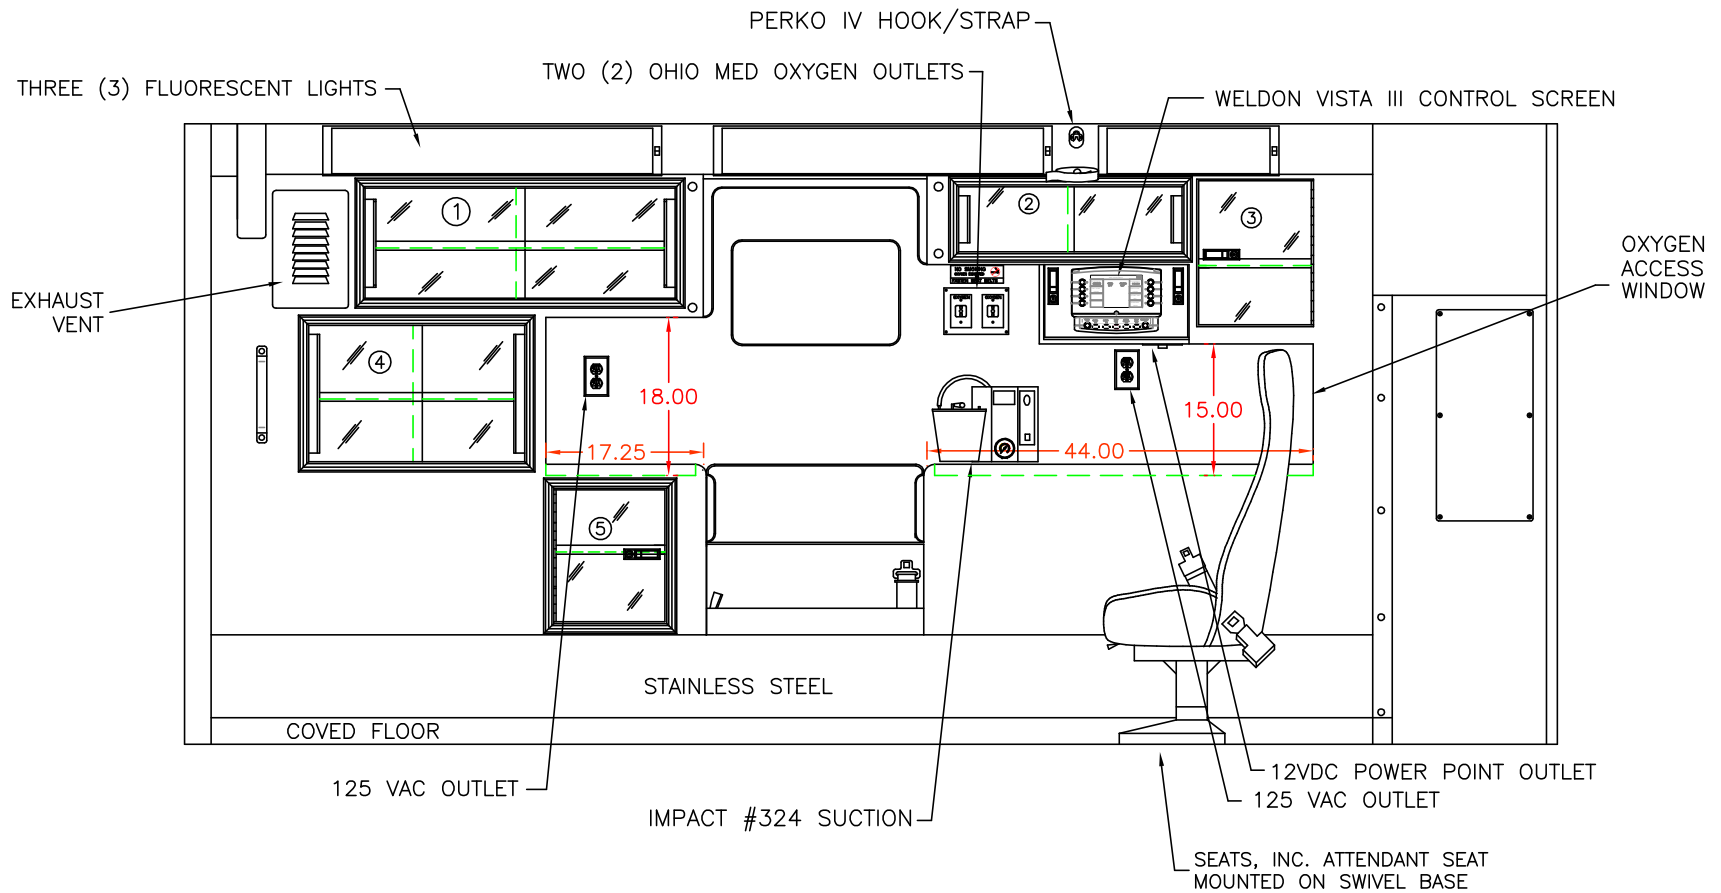 PERKO IV HOOK/STRAP
TWO (2) OHIO MED OXYGEN OUTLETS
THREE (3) FLUORESCENT LIGHTS
WELDON VISTA III CONTROL SCREEN
1
2
3
OXYGEN
ACCESS
WINDOW
NO SMOKING
EXHAUST
VENT
4
18.00
15.00
17.25
44.00
5
STAINLESS STEEL
COVED FLOOR
125 VAC OUTLET
12VDC POWER POINT OUTLET
125 VAC OUTLET
IMPACT #324 SUCTION
SEATS, INC. ATTENDANT SEAT
MOUNTED ON SWIVEL BASE